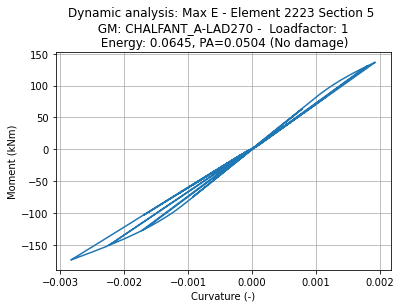 Dynamic analysis: Max E - Element 2223 Section 5
GM: CHALFANT_A-LAD270 -  Loadfactor: 1
Energy: 0.0645, PA=0.0504 (No damage)
150
100
50
0
−50
−100
−150
Moment (kNm)
−0.003 −0.002 −0.001 0.000 0.001 0.002
Curvature (-)